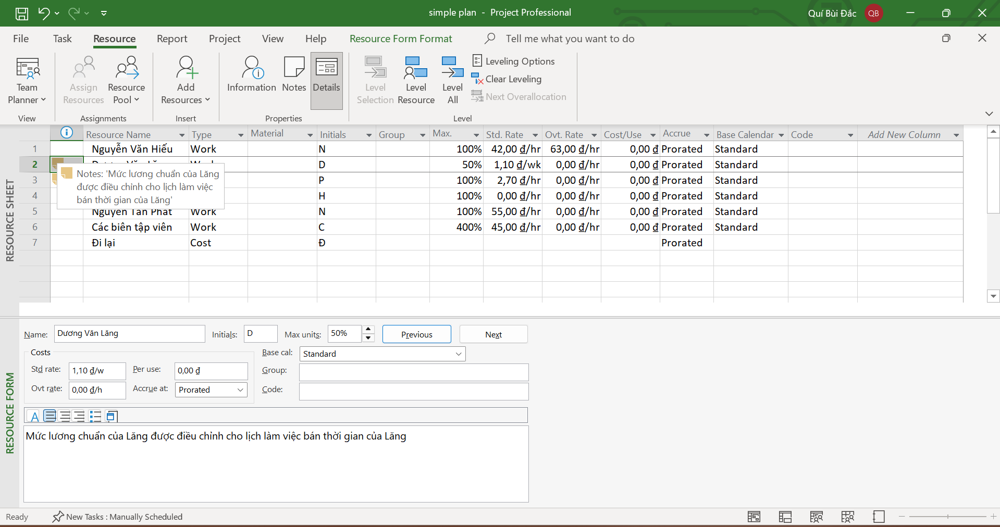 simple plan - Project Professional
Quí Bùi Đắc QB
File Task Resource Report Project View Help Resource Form Format Tell me what you want to do
Team Planner
Assign Resources
Resource Pool
Add Resources
Information
Notes
Details
Level Selection
Level Resource
Level All
Leveling Options
Clear Leveling
Next Overallocation
View Assignments Insert Properties Level
Resource Name Type Material Initials Group Max. Std. Rate Ovt. Rate Cost/Use Accrue Base Calendar Code Add New Column
1 Nguyễn Văn Hiếu Work N 100% 42,00 ₫/hr 63,00 ₫/hr 0,00 ₫ Prorated Standard
2 D 50% 1,10 ₫/wk 0,00 ₫/hr 0,00 ₫ Prorated Standard
Notes: 'Mức lương chuẩn của Lăng
được điều chỉnh cho lịch làm việc
bán thời gian của Lăng'
3 P 100% 2,70 ₫/hr 0,00 ₫/hr 0,00 ₫ Prorated Standard
4 H 100% 0,00 ₫/hr 0,00 ₫/hr 0,00 ₫ Prorated Standard
5 Nguyễn Tấn Phát Work N 100% 55,00 ₫/hr 0,00 ₫/hr 0,00 ₫ Prorated Standard
6 Các biên tập viên Work C 400% 45,00 ₫/hr 0,00 ₫/hr 0,00 ₫ Prorated Standard
7 Đi lại Cost Đ Prorated
RESOURCE SHEET
Name: Dương Văn Lăng Initials: D Max units: 50% Previous Next
Costs Base cal: Standard
Std rate: 1,10 ₫/w Per use: 0,00 ₫ Group:
Ovt rate: 0,00 ₫/h Accrue at: Prorated Code:
A
Mức lương chuẩn của Lăng được điều chỉnh cho lịch làm việc bán thời gian của Lăng
RESOURCE FORM
Ready New Tasks : Manually Scheduled